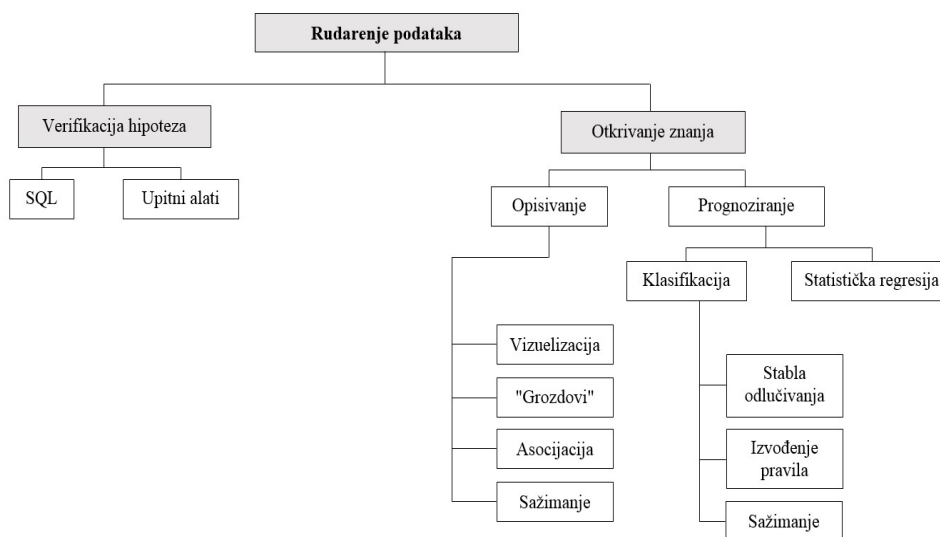 Rudarenje podataka
Verifikacija hipoteza
Otkrivanje znanja
SQL
Upitni alati
Opisivanje
Prognoziranje
Klasifikacija
Statistička regresija
Vizuelizacija
"Grozdovi"
Asocijacija
Sažimanje
Stabla
odlučivanja
Izvođenje
pravila
Sažimanje